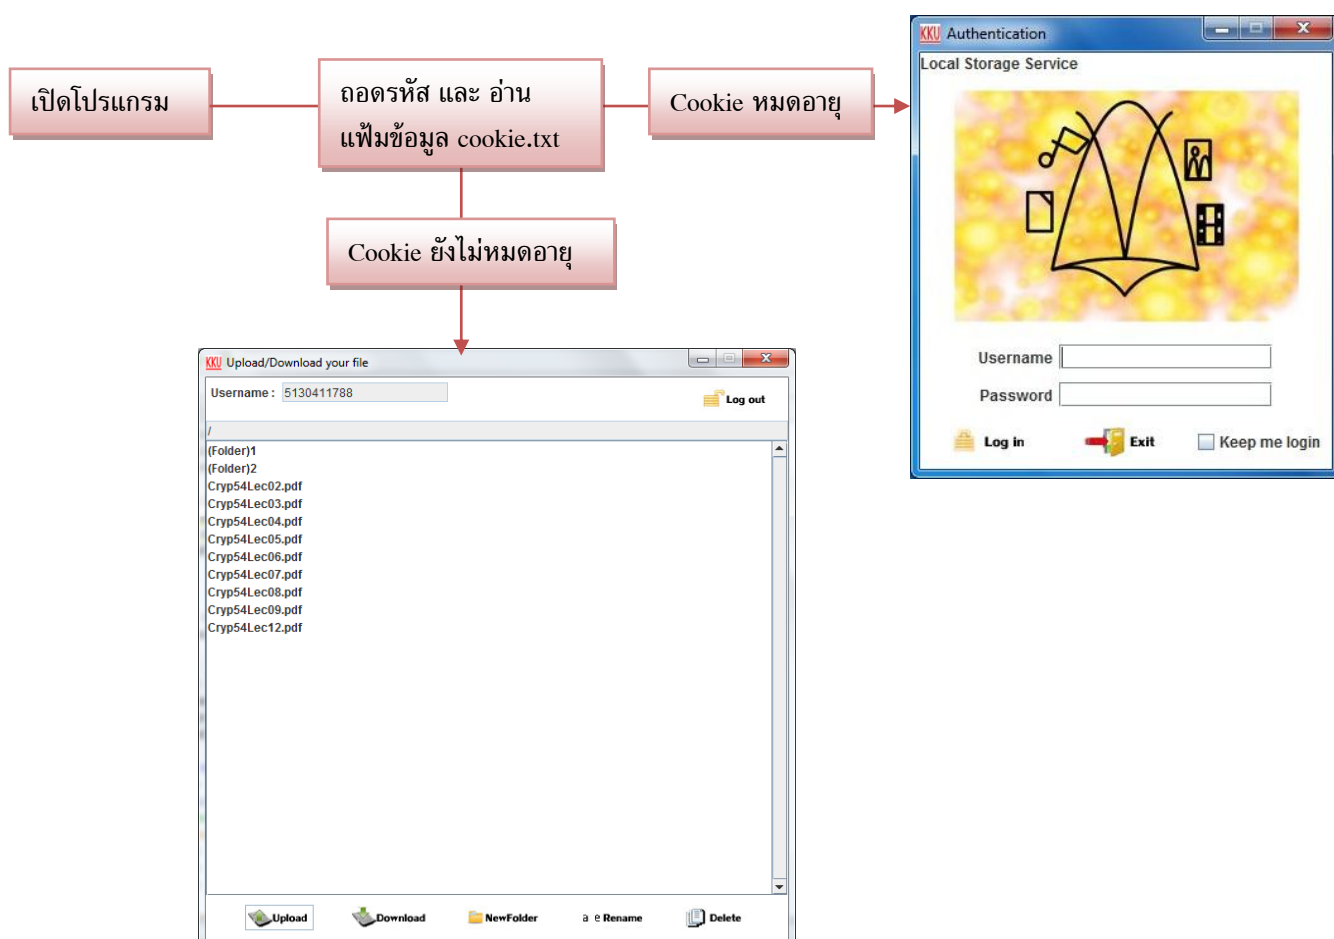 เปิดโปรแกรม
ถอดรหัส และ อ่าน
แฟ้มข้อมูล cookie.txt
Cookie หมดอายุ
Cookie ยังไม่หมดอายุ
KKU Authentication
Local Storage Service
Username
Password
Log in
Exit
Keep me login
KKU Upload/Download your file
Username : 5130411788
Log out
/
(Folder)1
(Folder)2
Cryp54Lec02.pdf
Cryp54Lec03.pdf
Cryp54Lec04.pdf
Cryp54Lec05.pdf
Cryp54Lec06.pdf
Cryp54Lec07.pdf
Cryp54Lec08.pdf
Cryp54Lec09.pdf
Cryp54Lec12.pdf
Upload
Download
NewFolder
a e Rename
Delete